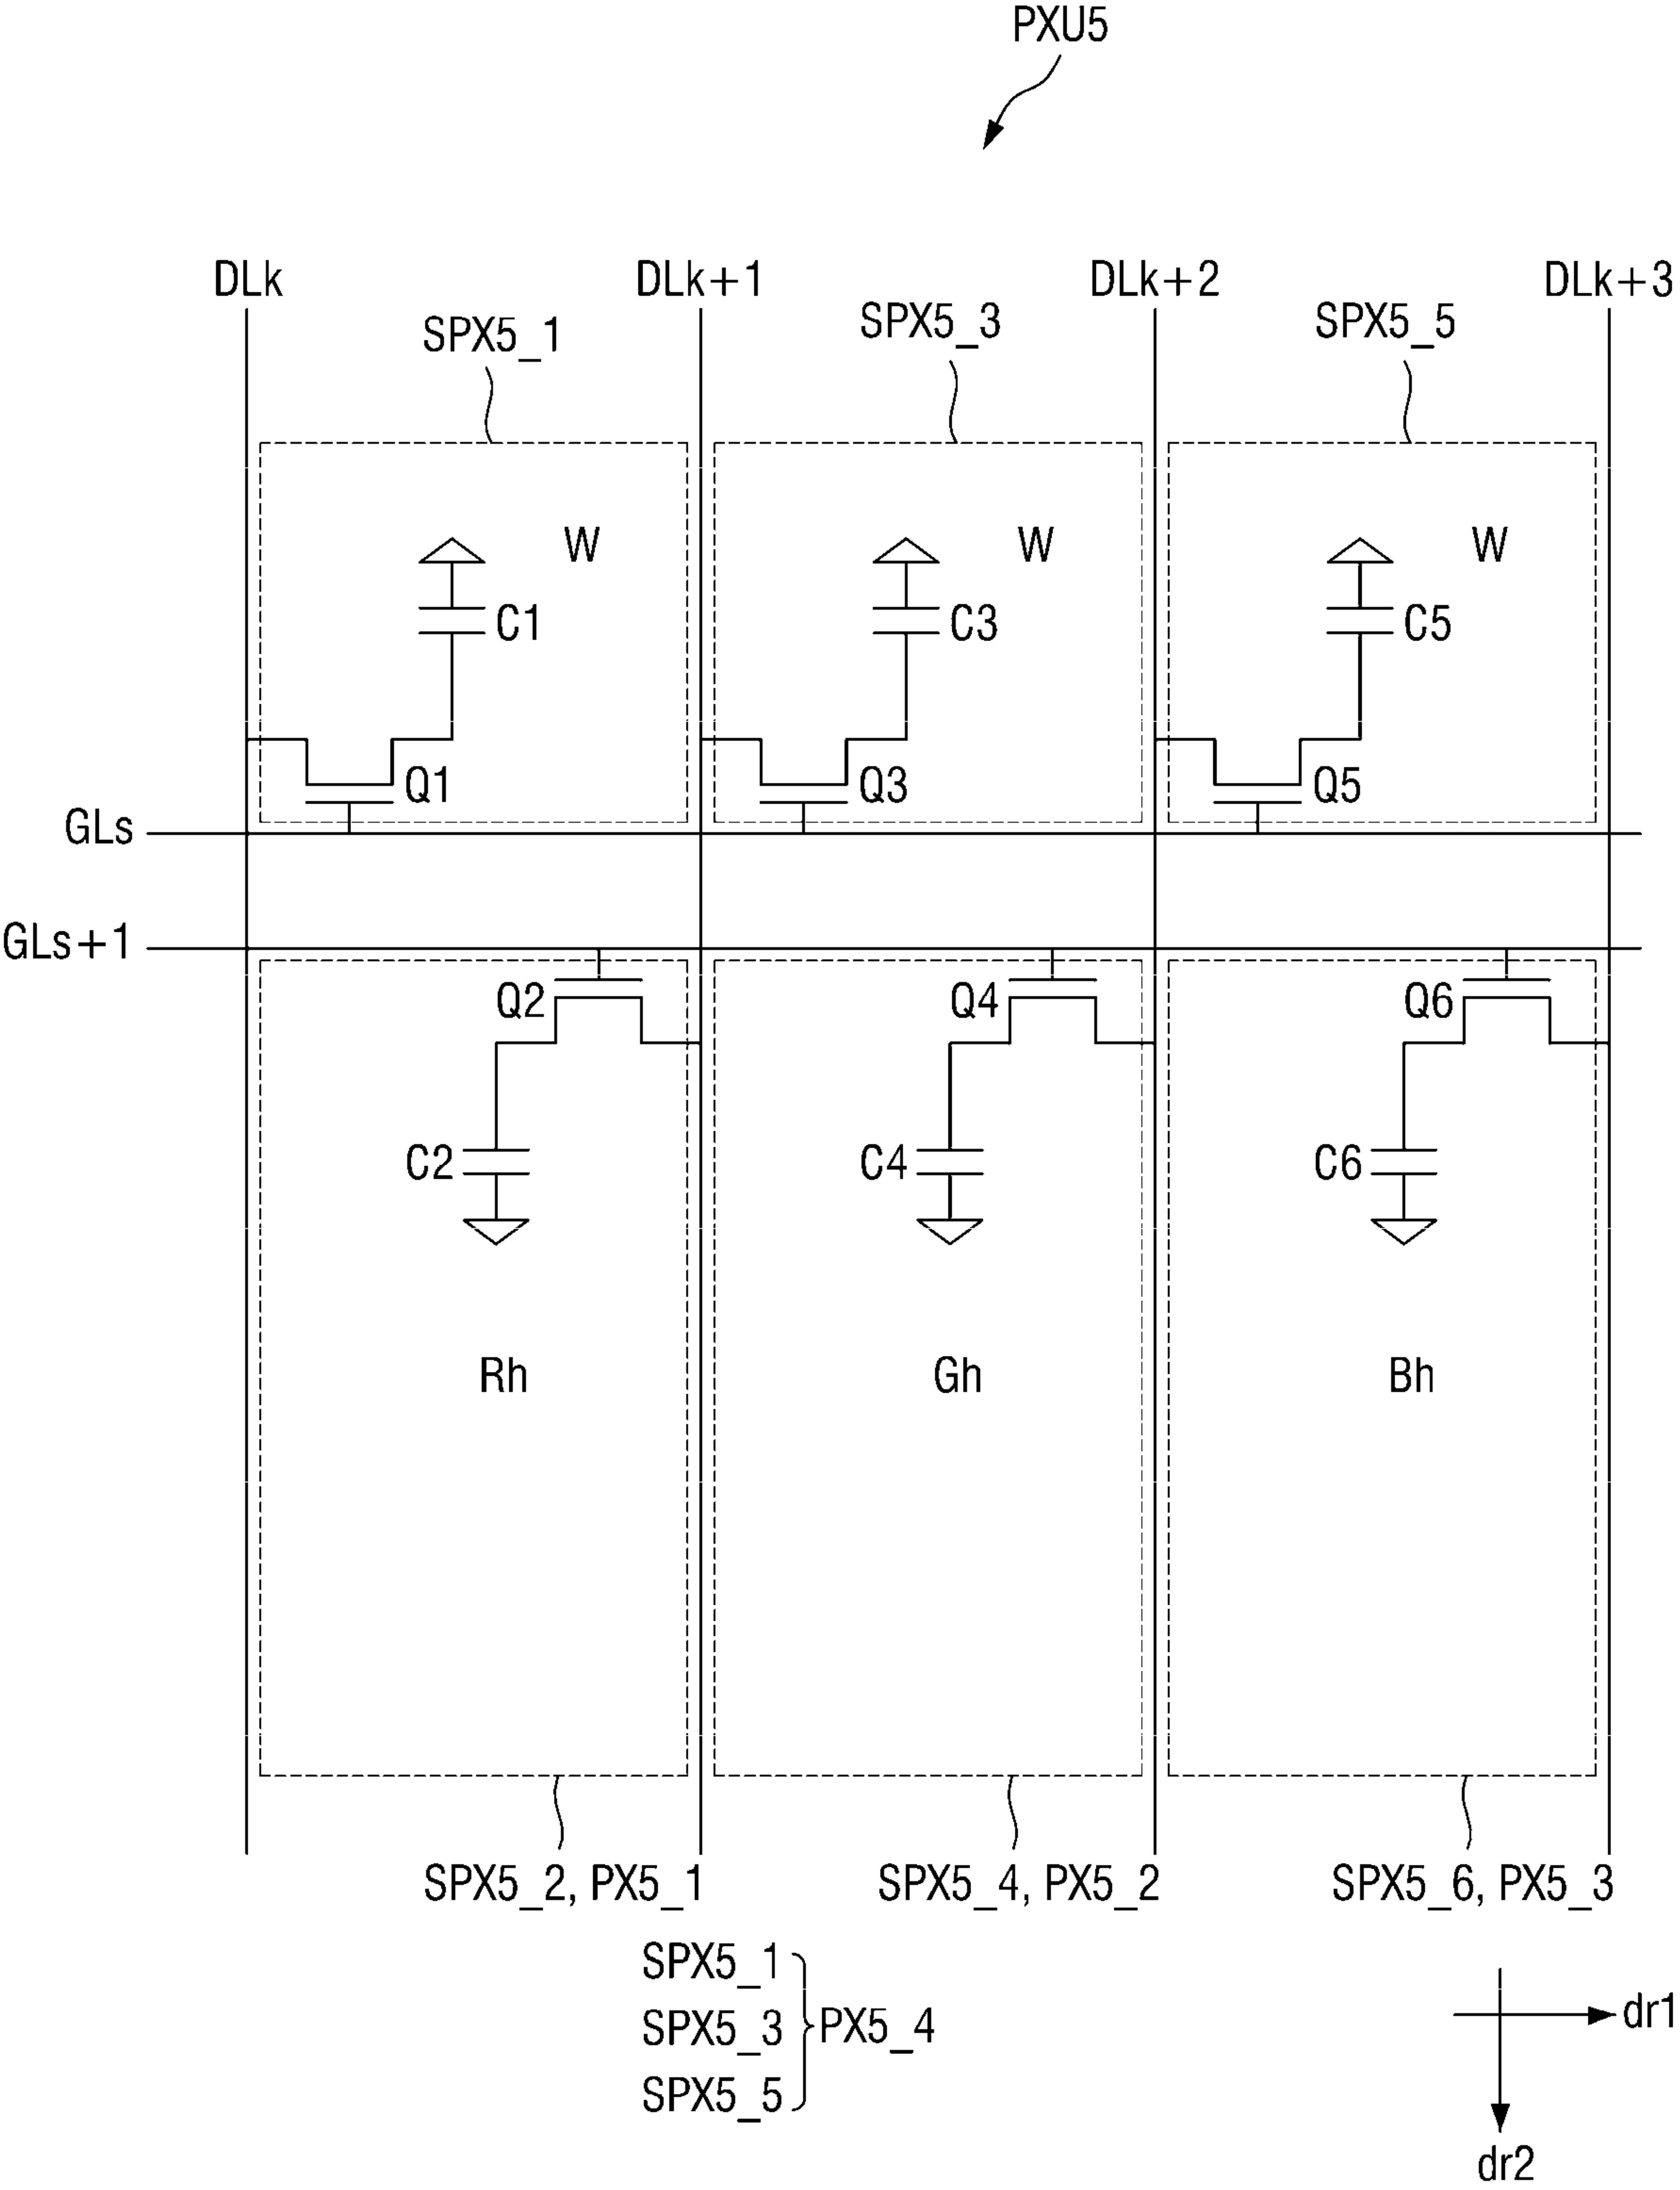 PXU5
DLk
DLk+1
DLk+2
DLk+3
SPX5_1
SPX5_3
SPX5_5
W
W
W
C1
C3
C5
Q1
Q3
Q5
GLs
GLs+1
Q2
Q4
Q6
C2
C4
C6
Rh
Gh
Bh
SPX5_2, PX5_1
SPX5_4, PX5_2
SPX5_6, PX5_3
SPX5_1
SPX5_3
SPX5_5
PX5_4
dr1
dr2